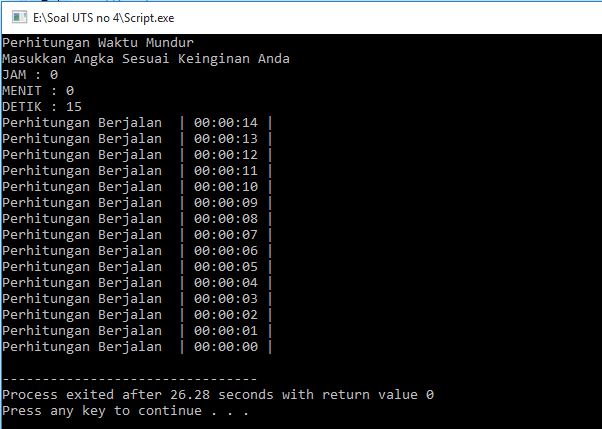 E:\Soal UTS no 4\Script.exe
Perhitungan Waktu Mundur
Masukkan Angka Sesuai Keinginan Anda
JAM : 0
MENIT : 0
DETIK : 15
Perhitungan Berjalan  | 00:00:14 |
Perhitungan Berjalan  | 00:00:13 |
Perhitungan Berjalan  | 00:00:12 |
Perhitungan Berjalan  | 00:00:11 |
Perhitungan Berjalan  | 00:00:10 |
Perhitungan Berjalan  | 00:00:09 |
Perhitungan Berjalan  | 00:00:08 |
Perhitungan Berjalan  | 00:00:07 |
Perhitungan Berjalan  | 00:00:06 |
Perhitungan Berjalan  | 00:00:05 |
Perhitungan Berjalan  | 00:00:04 |
Perhitungan Berjalan  | 00:00:03 |
Perhitungan Berjalan  | 00:00:02 |
Perhitungan Berjalan  | 00:00:01 |
Perhitungan Berjalan  | 00:00:00 |
--------------------------------
Process exited after 26.28 seconds with return value 0
Press any key to continue . . .